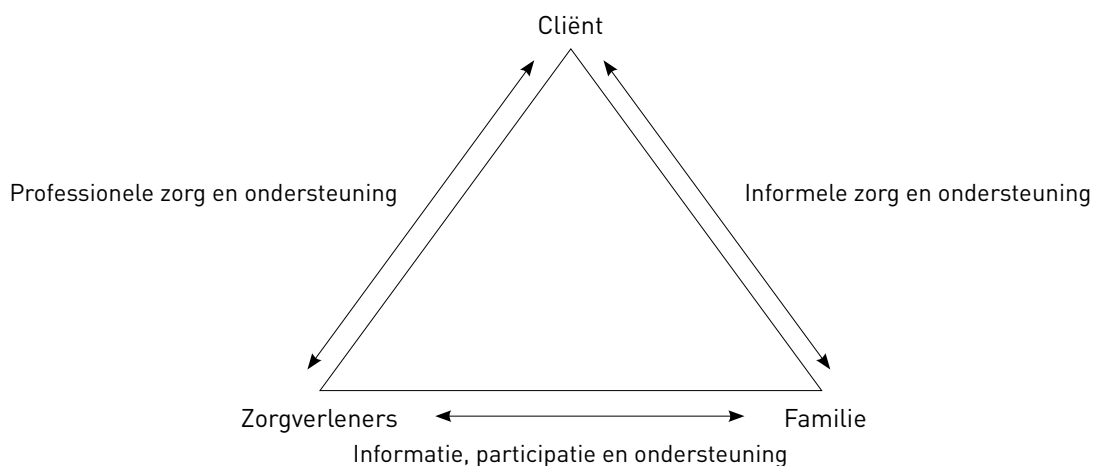 Cliënt
Professionele zorg en ondersteuning
Informele zorg en ondersteuning
Zorgverleners
Familie
Informatie, participatie en ondersteuning